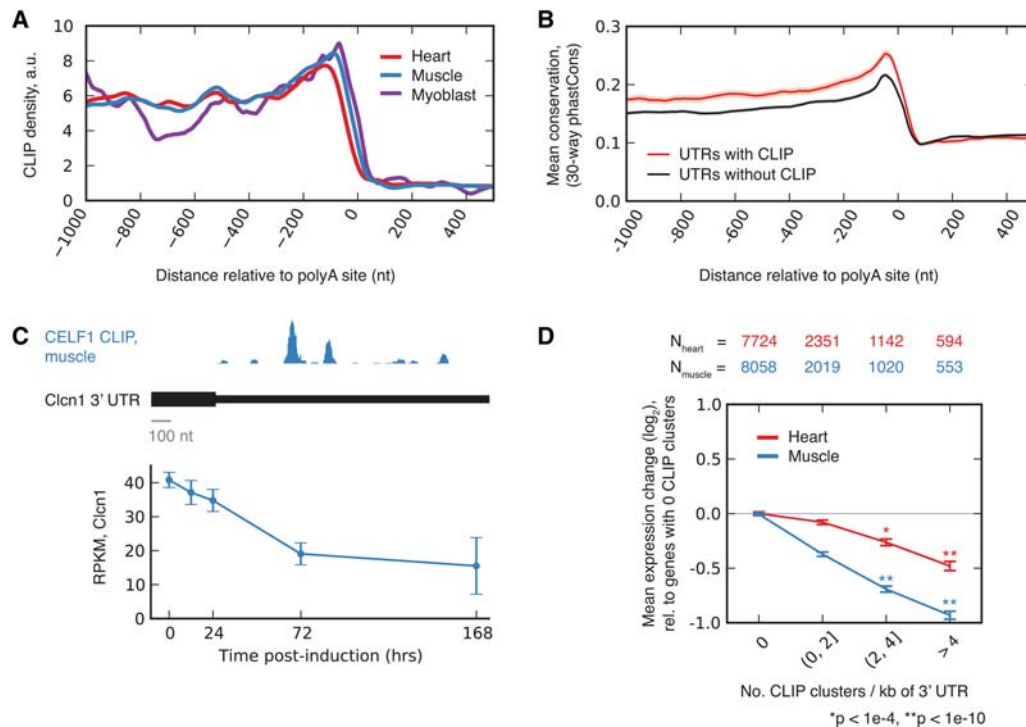 A
10
8
6
4
2
0
CLIP density, a.u.
Heart
Muscle
Myoblast
−1000
−800
−600
−400
−200
0
200
400
Distance relative to polyA site (nt)
B
0.3
0.2
0.1
0.0
Mean conservation,
(30-way phastCons)
UTRs with CLIP
UTRs without CLIP
-1000
-800
-600
-400
-200
0
200
400
Distance relative to polyA site (nt)
C
CELF1 CLIP,
muscle
Clcn1 3' UTR
100 nt
40
30
20
10
0
RPKM, Clcn1
0 24 72 168
Time post-induction (hrs)
D
Nheart = 7724 2351 1142 594
Nmuscle = 8058 2019 1020 553
1.0
0.5
0.0
-0.5
-1.0
Mean expression change (log2),
rel. to genes with 0 CLIP clusters
Heart
Muscle
*
**
**
**
0
(0, 2]
(2, 4]
>4
No. CLIP clusters / kb of 3' UTR
*p < 1e-4, **p < 1e-10